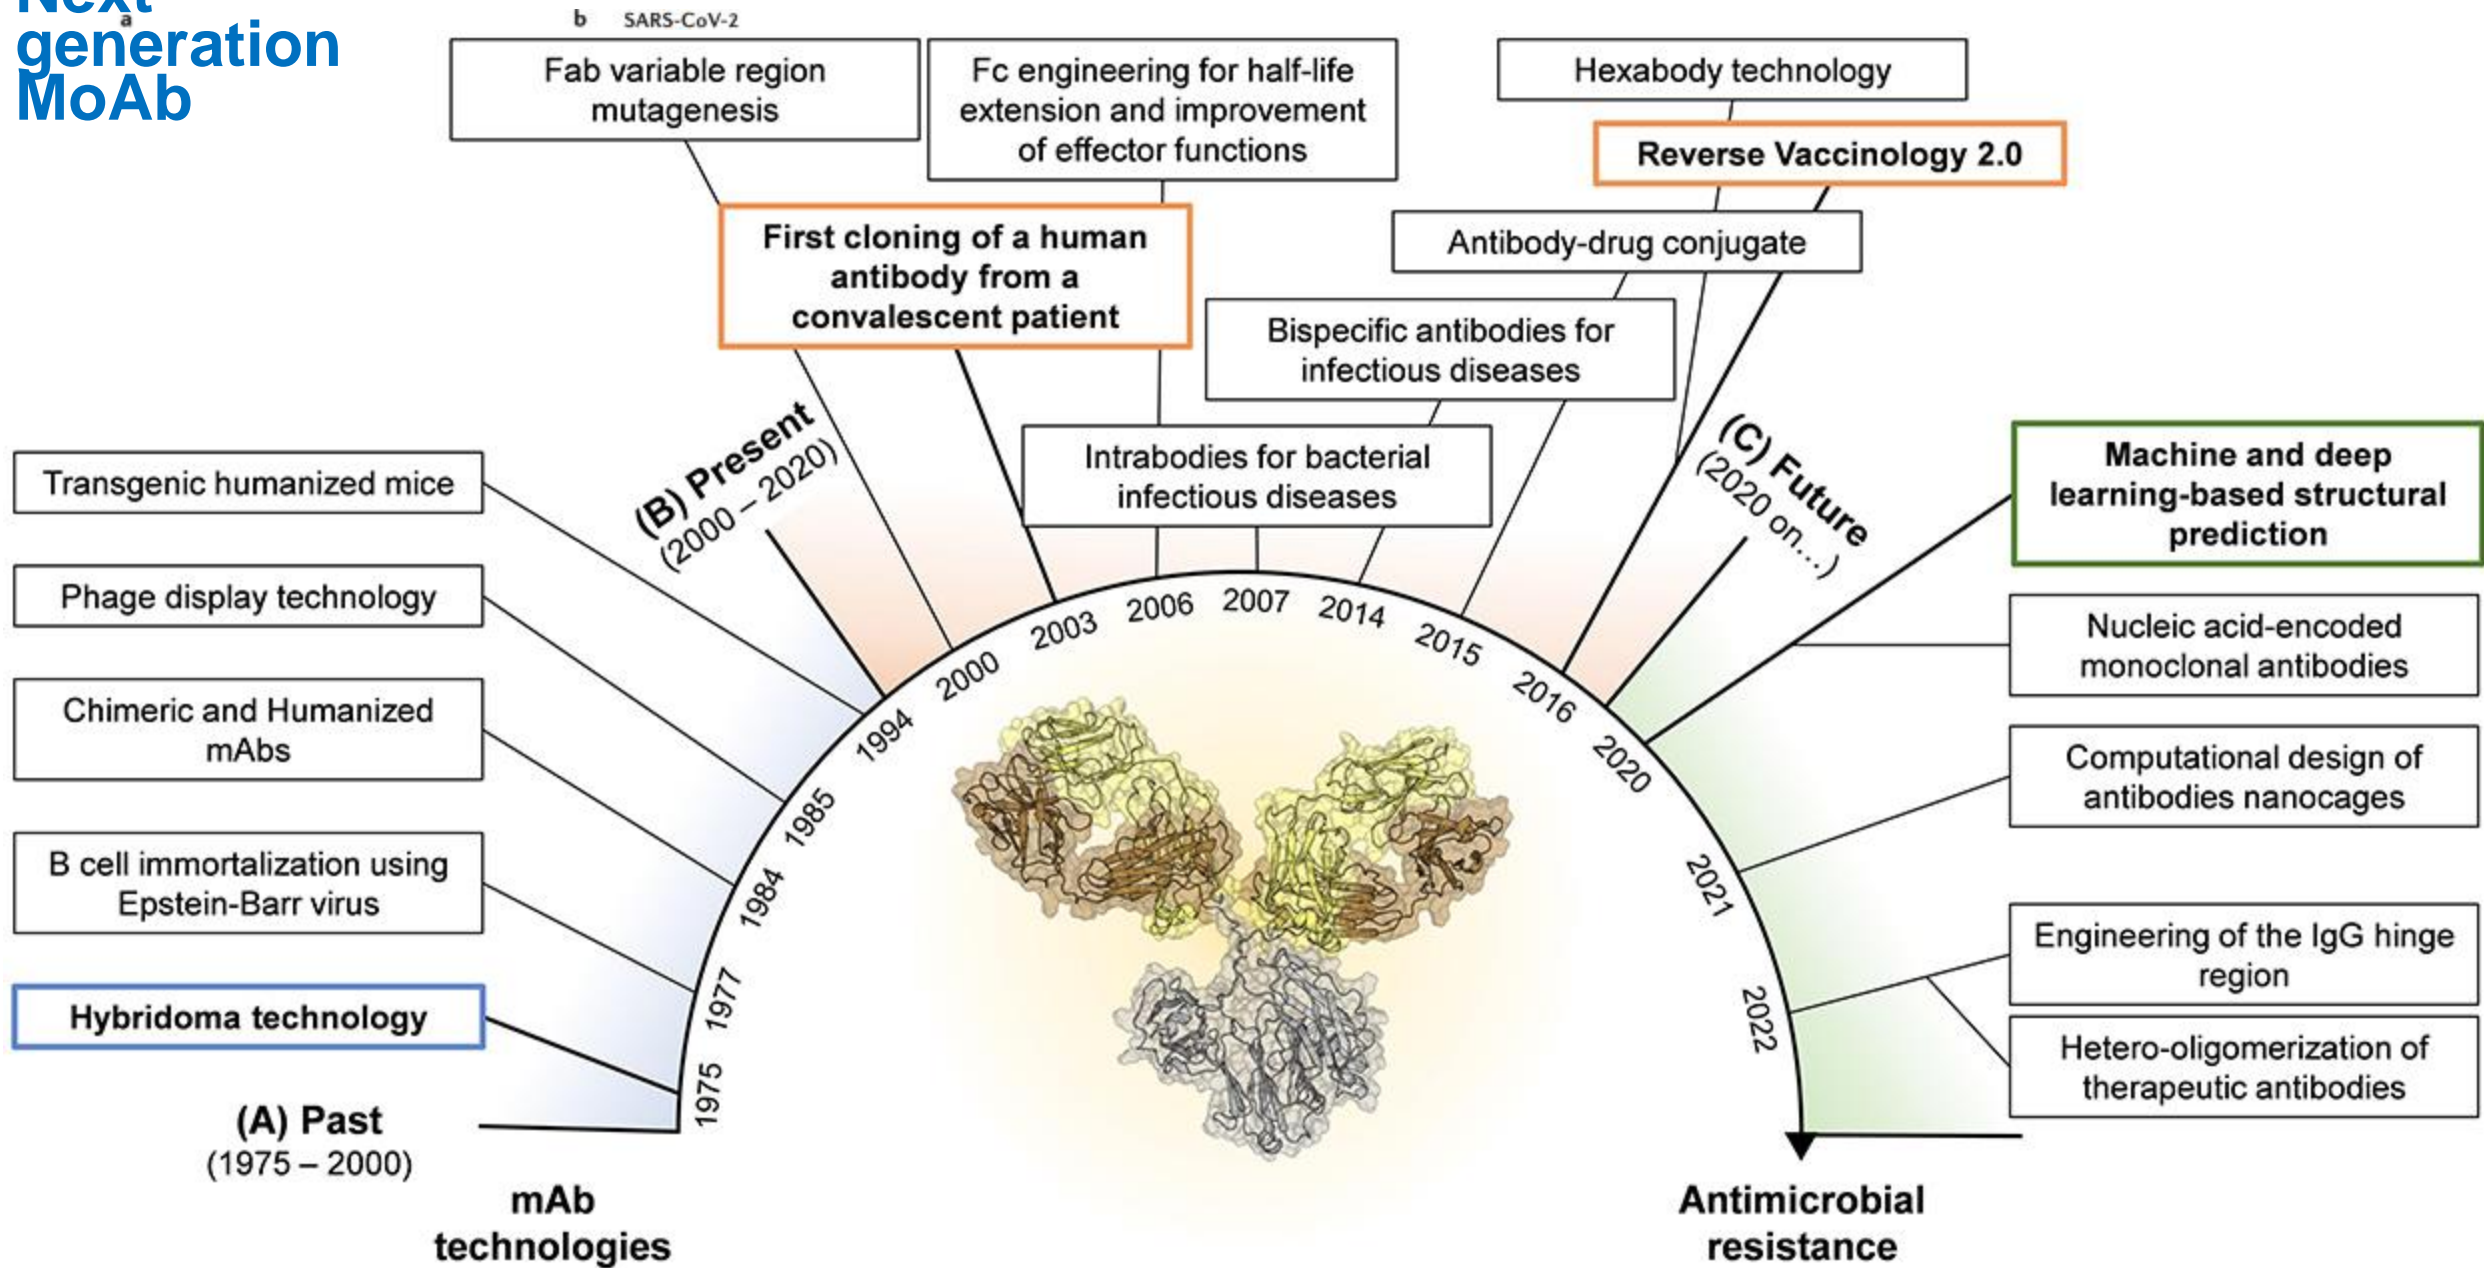 Next
generation
MoAb
a
b SARS-CoV-2
Fab variable region
mutagenesis
Fc engineering for half-life
extension and improvement
of effector functions
Hexabody technology
Reverse Vaccinology 2.0
First cloning of a human
antibody from a
convalescent patient
Antibody-drug conjugate
Bispecific antibodies for
infectious diseases
Intrabodies for bacterial
infectious diseases
(B) Present
(2000 – 2020)
(C) Future
(2020 on…)
Transgenic humanized mice
Phage display technology
Chimeric and Humanized
mAbs
B cell immortalization using
Epstein-Barr virus
Hybridoma technology
(A) Past
(1975 – 2000)
mAb
technologies
1975
1977
1984
1985
1994
2000
2003
2006
2007
2014
2015
2016
2020
2021
2022
Machine and deep
learning-based structural
prediction
Nucleic acid-encoded
monoclonal antibodies
Computational design of
antibodies nanocages
Engineering of the IgG hinge
region
Hetero-oligomerization of
therapeutic antibodies
Antimicrobial
resistance